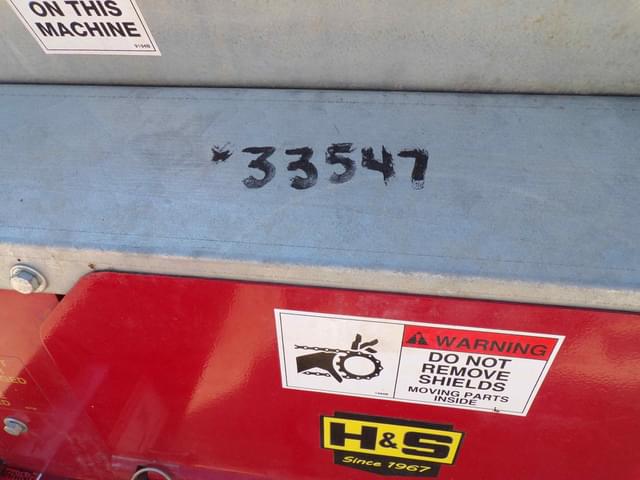 ON THIS
MACHINE
*33547
WARNING
DO NOT
REMOVE
SHIELDS
MOVING PARTS
INSIDE
H&S
Since 1967